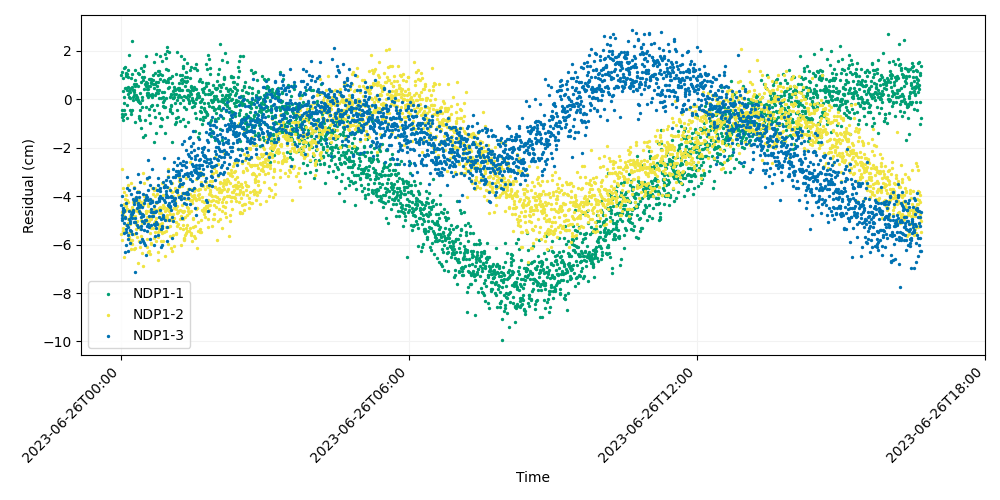 2
0
−2
−4
−6
−8
−10
Residual (cm)
NDP1-1
NDP1-2
NDP1-3
2023-06-26T00:00
2023-06-26T06:00
2023-06-26T12:00
2023-06-26T18:00
Time